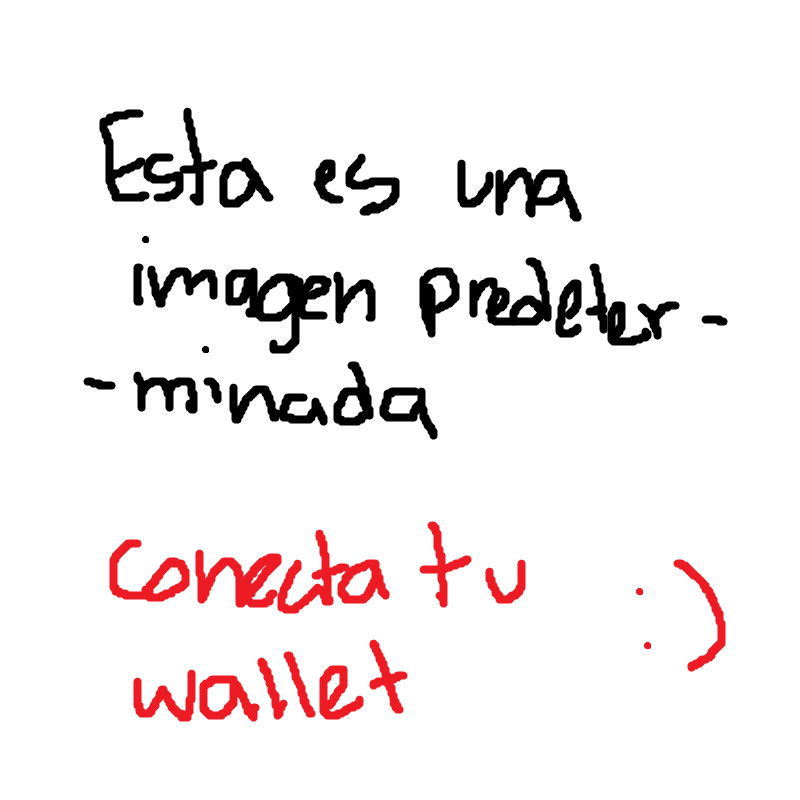 Esta es una
imagen predeter-
-minada
conecta tu :)
wallet